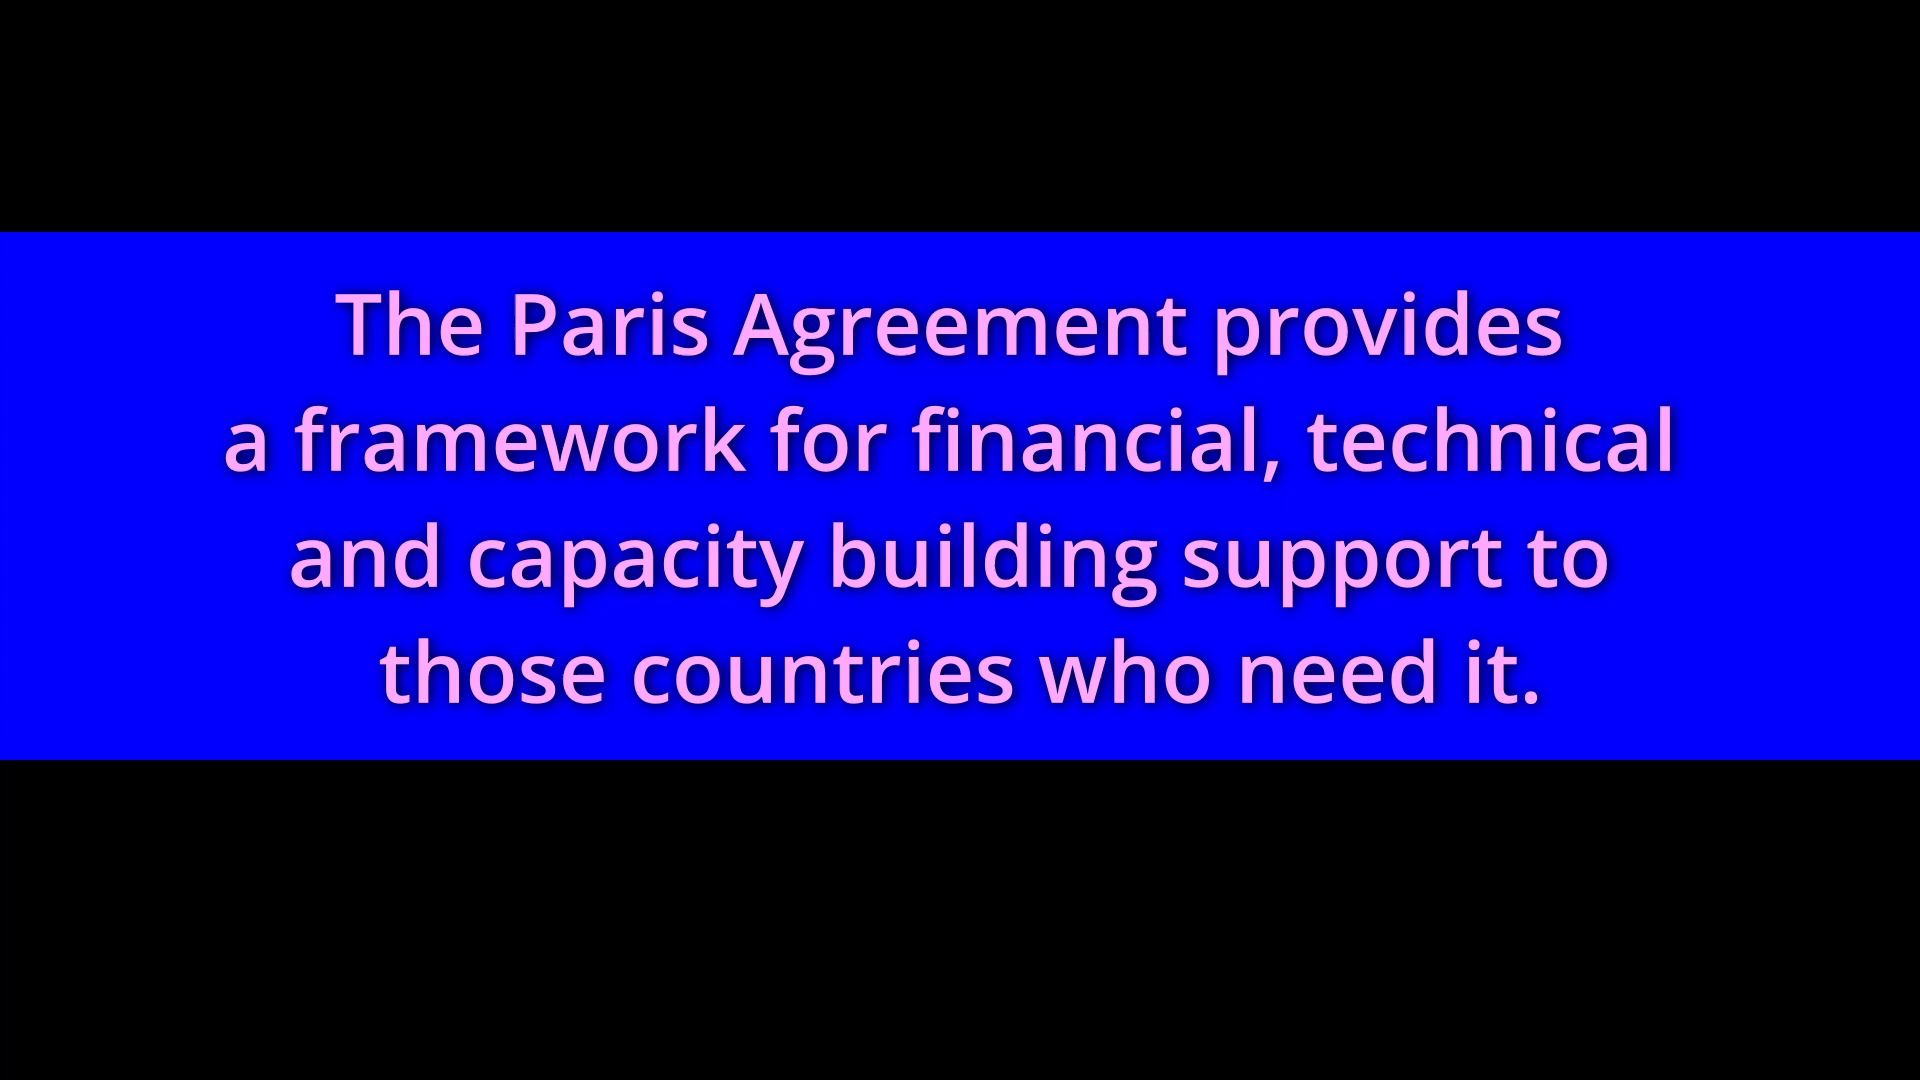 The Paris Agreement provides
a framework for financial, technical
and capacity building support to
those countries who need it.